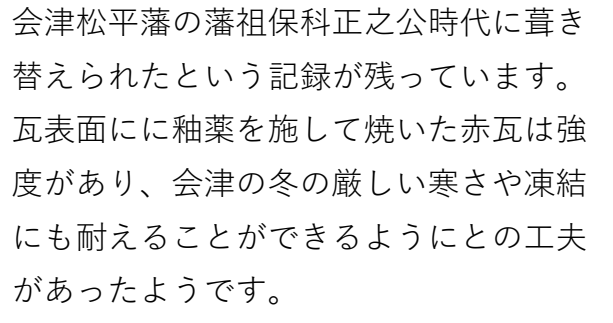 会津松平藩の藩祖保科正之公時代に葺き
替えられたという記録が残っています。
瓦表面にに釉薬を施して焼いた赤瓦は強
度があり、会津の冬の厳しい寒さや凍結
にも耐えることができるようにとの工夫
があったようです。